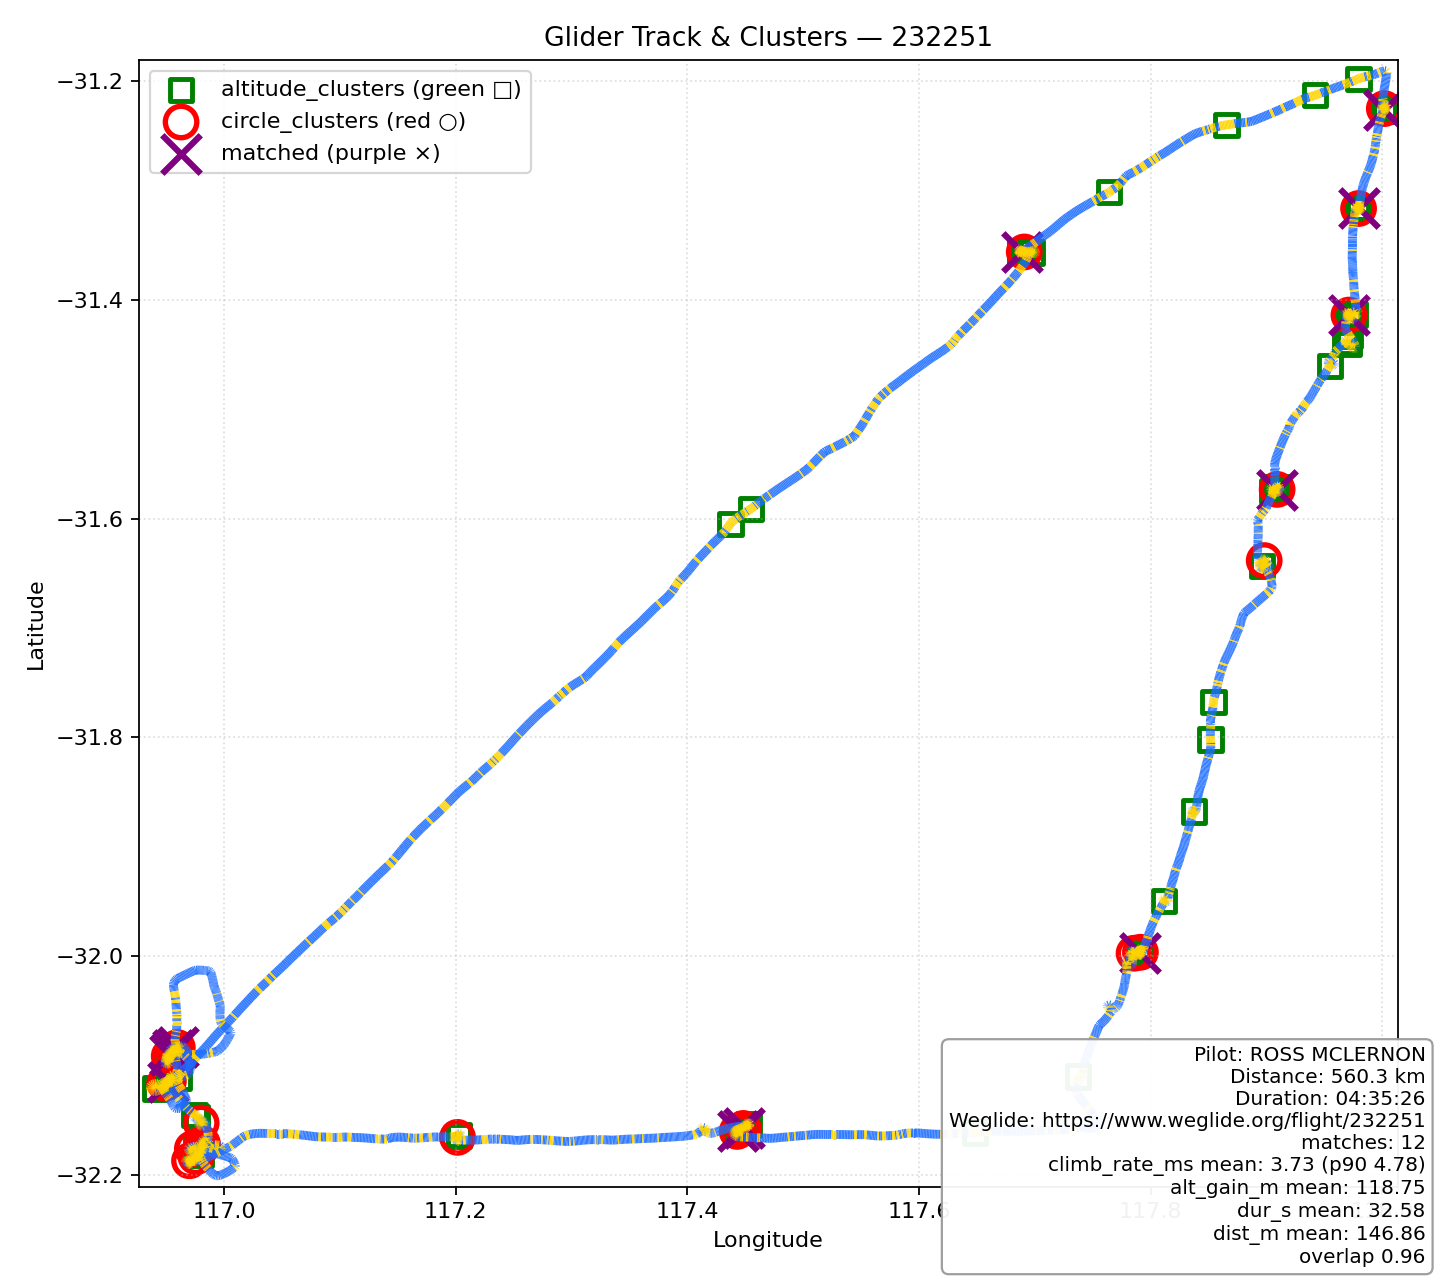 Glider Track & Clusters — 232251
altitude_clusters (green □)
circle_clusters (red ○)
matched (purple ×)
−31.2
−31.4
−31.6
−31.8
−32.0
−32.2
Latitude
117.0
117.2
117.4
117.6
117.8
Longitude
Pilot: ROSS MCLERNON
Distance: 560.3 km
Duration: 04:35:26
Weglide: https://www.weglide.org/flight/232251
matches: 12
climb_rate_ms mean: 3.73 (p90 4.78)
alt_gain_m mean: 118.75
dur_s mean: 32.58
dist_m mean: 146.86
overlap 0.96